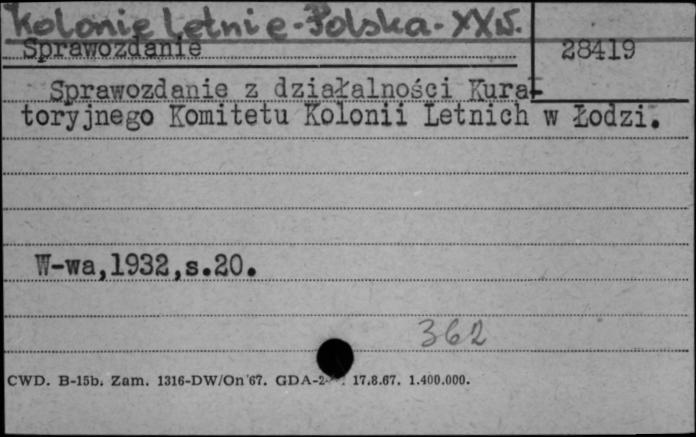 Kolonie letnie - Polska - XX w.
Sprawozdanie
28419
Sprawozdanie z działalności Kura-
toryjnego Komitetu Kolonii Letnich w Łodzi.
W-wa,1932,s.20.
362
CWD. B-15b. Zam. 1316-DW/On 67. GDA-2 17.8.67. 1.400.000.